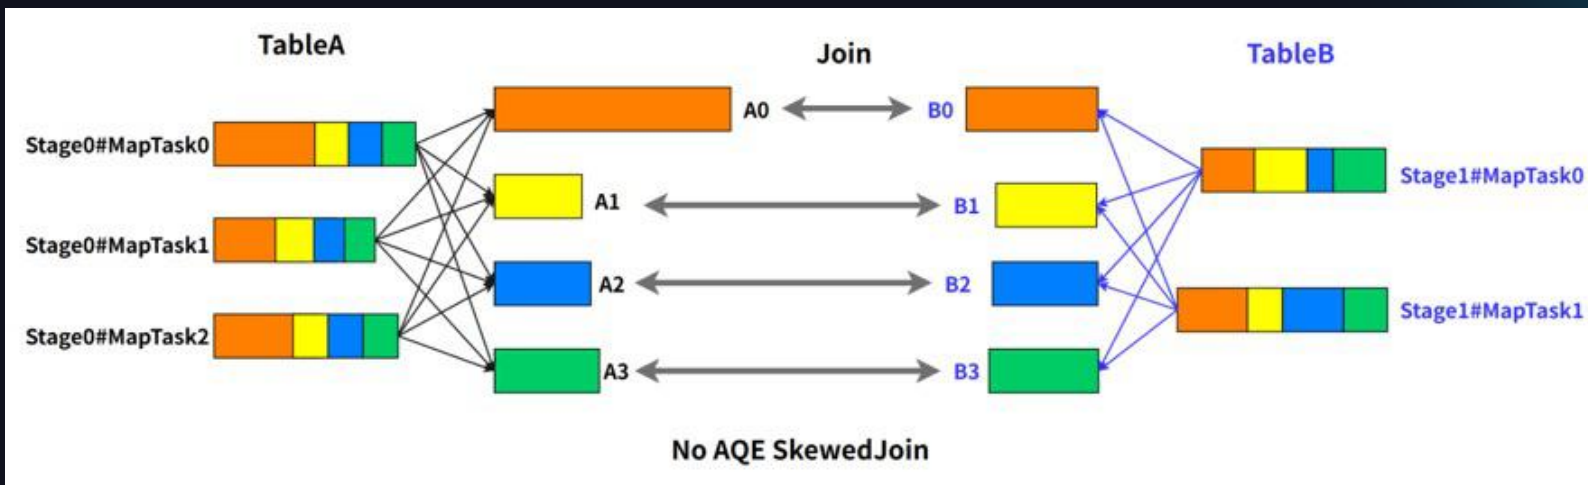 TableA
Join
TableB
A0
B0
Stage0#MapTask0
Stage1#MapTask0
A1
B1
Stage0#MapTask1
A2
B2
Stage1#MapTask1
Stage0#MapTask2
A3
B3
No AQE SkewedJoin